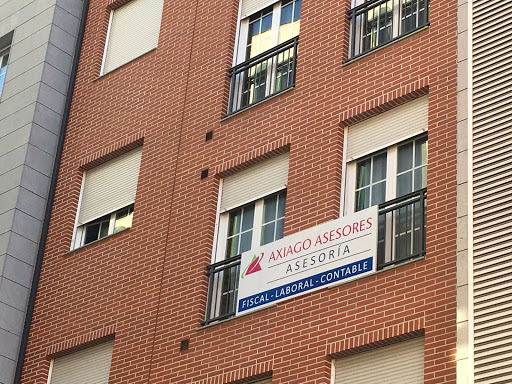 AXIAGO ASESORES
ASESORÍA
FISCAL - LABORAL - CONTABLE